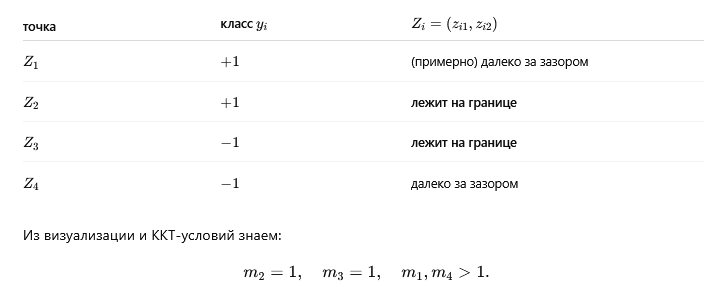 точка класс $y_i$ $Z_i = (z_{i1}, z_{i2})$
$Z_1$ $+1$ (примерно) далеко за зазором
$Z_2$ $+1$ лежит на границе
$Z_3$ $-1$ лежит на границе
$Z_4$ $-1$ далеко за зазором
Из визуализации и ККТ-условий знаем:
$m_2 = 1, \quad m_3 = 1, \quad m_1, m_4 > 1.$